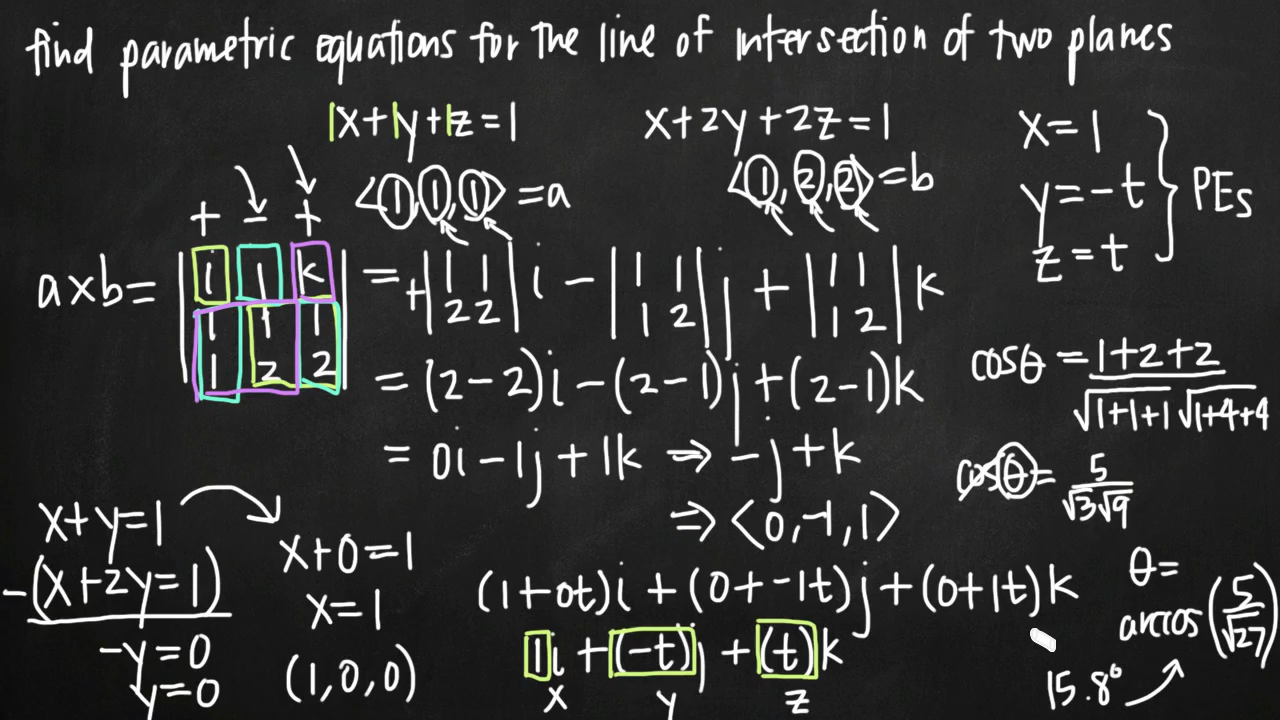 find parametric equations for the line of intersection of two planes
1x+1y+1z=1
x+2y+2z=1
<1,1,1>=a
<1,2,2>=b
x=1
y=-t
z=t
} PEs
+ - +
axb= |i j k|
|1 1 1|
|1 2 2|
= +|1 1| i - |1 1| j + |1 1| k
|2 2| |1 2| |1 2|
= (2-2)i-(2-1)j+(2-1)k
= 0i-1j+1k ⇒ -j+k
⇒ <0,-1,1>
cosθ = 1+2+2
√1+1+1 √1+4+4
cosθ = 5
√3√9
θ=
arccos(5/√27)
15.8°
x+y=1
-(x+2y=1)
-y=0
y=0
x+0=1
x=1
(1,0,0)
(1+0t)i+(0+-1t)j+(0+1t)k
1i+(-t)j+(t)k
x y z